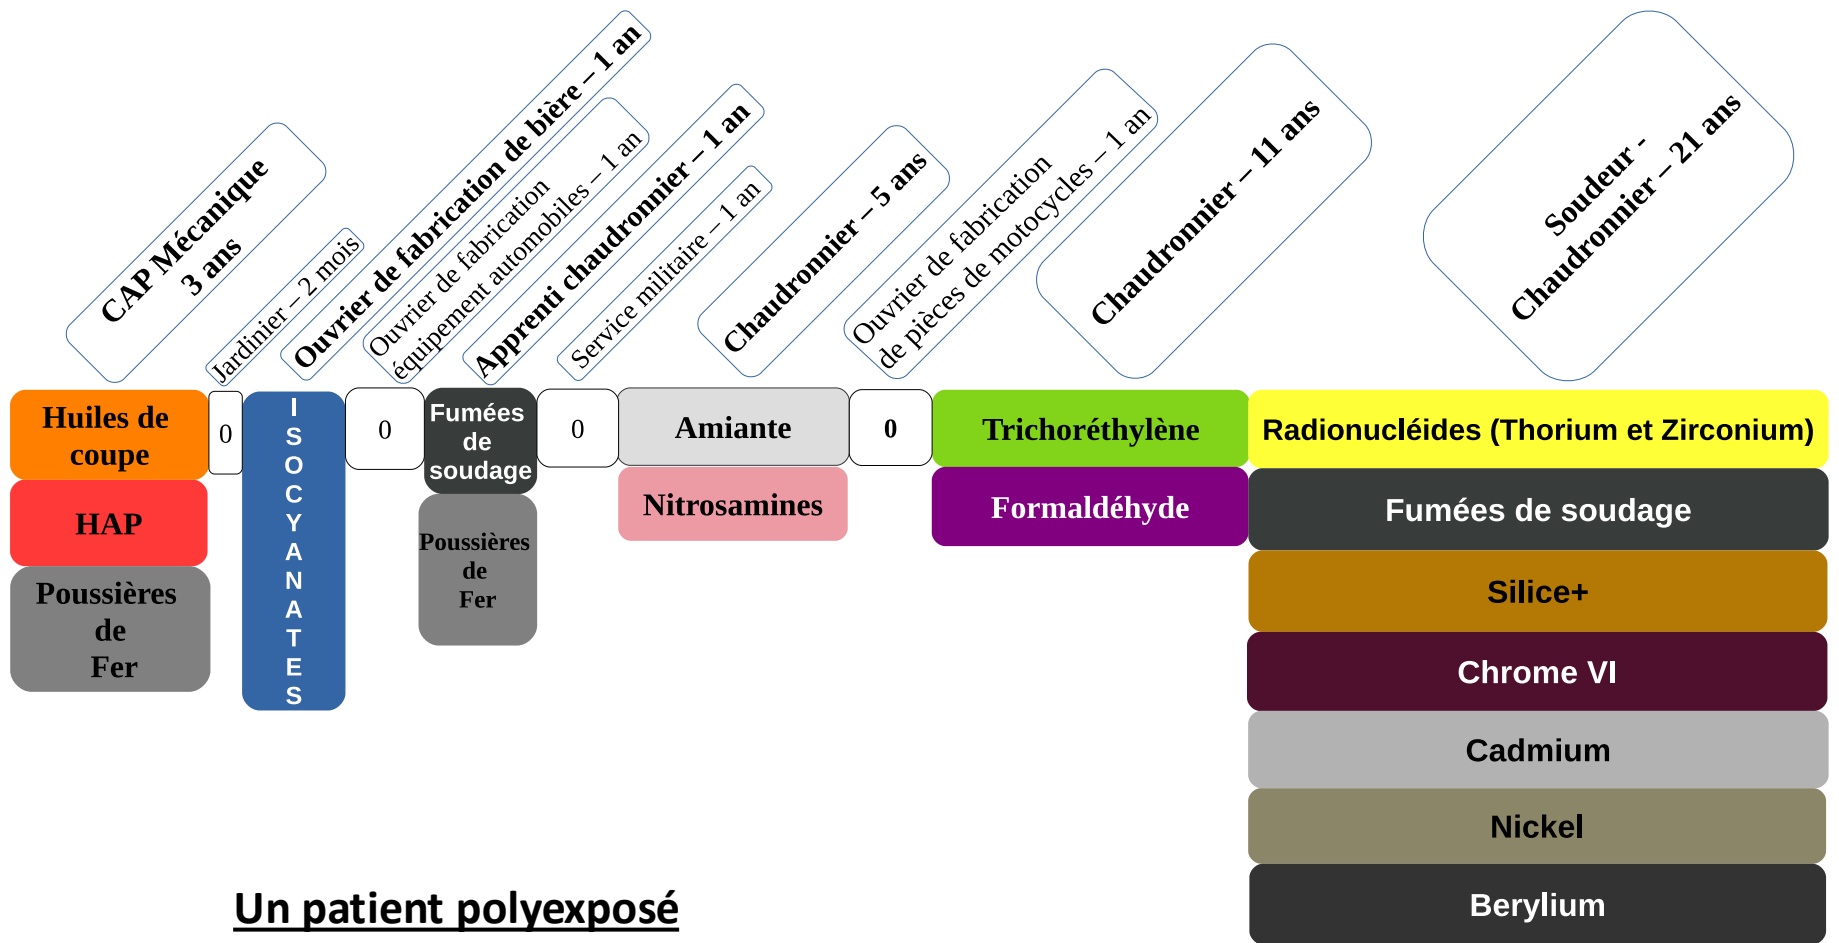 CAP Mécanique
3 ans
Jardinier – 2 mois
Ouvrier de fabrication de bière – 1 an
Ouvrier de fabrication
équipement automobiles – 1 an
Apprenti chaudronnier – 1 an
Service militaire – 1 an
Chaudronnier – 5 ans
Ouvrier de fabrication
de pièces de motocycles – 1 an
Chaudronnier – 11 ans
Soudeur -
Chaudronnier – 21 ans
Huiles de
coupe
HAP
Poussières
de
Fer
0
I
S
O
C
Y
A
N
A
T
E
S
0
Fumées
de
soudage
Poussières
de
Fer
0
Amiante
Nitrosamines
0
Trichoréthylène
Formaldéhyde
Radionucléides (Thorium et Zirconium)
Fumées de soudage
Silice+
Chrome VI
Cadmium
Nickel
Berylium
Un patient polyexposé